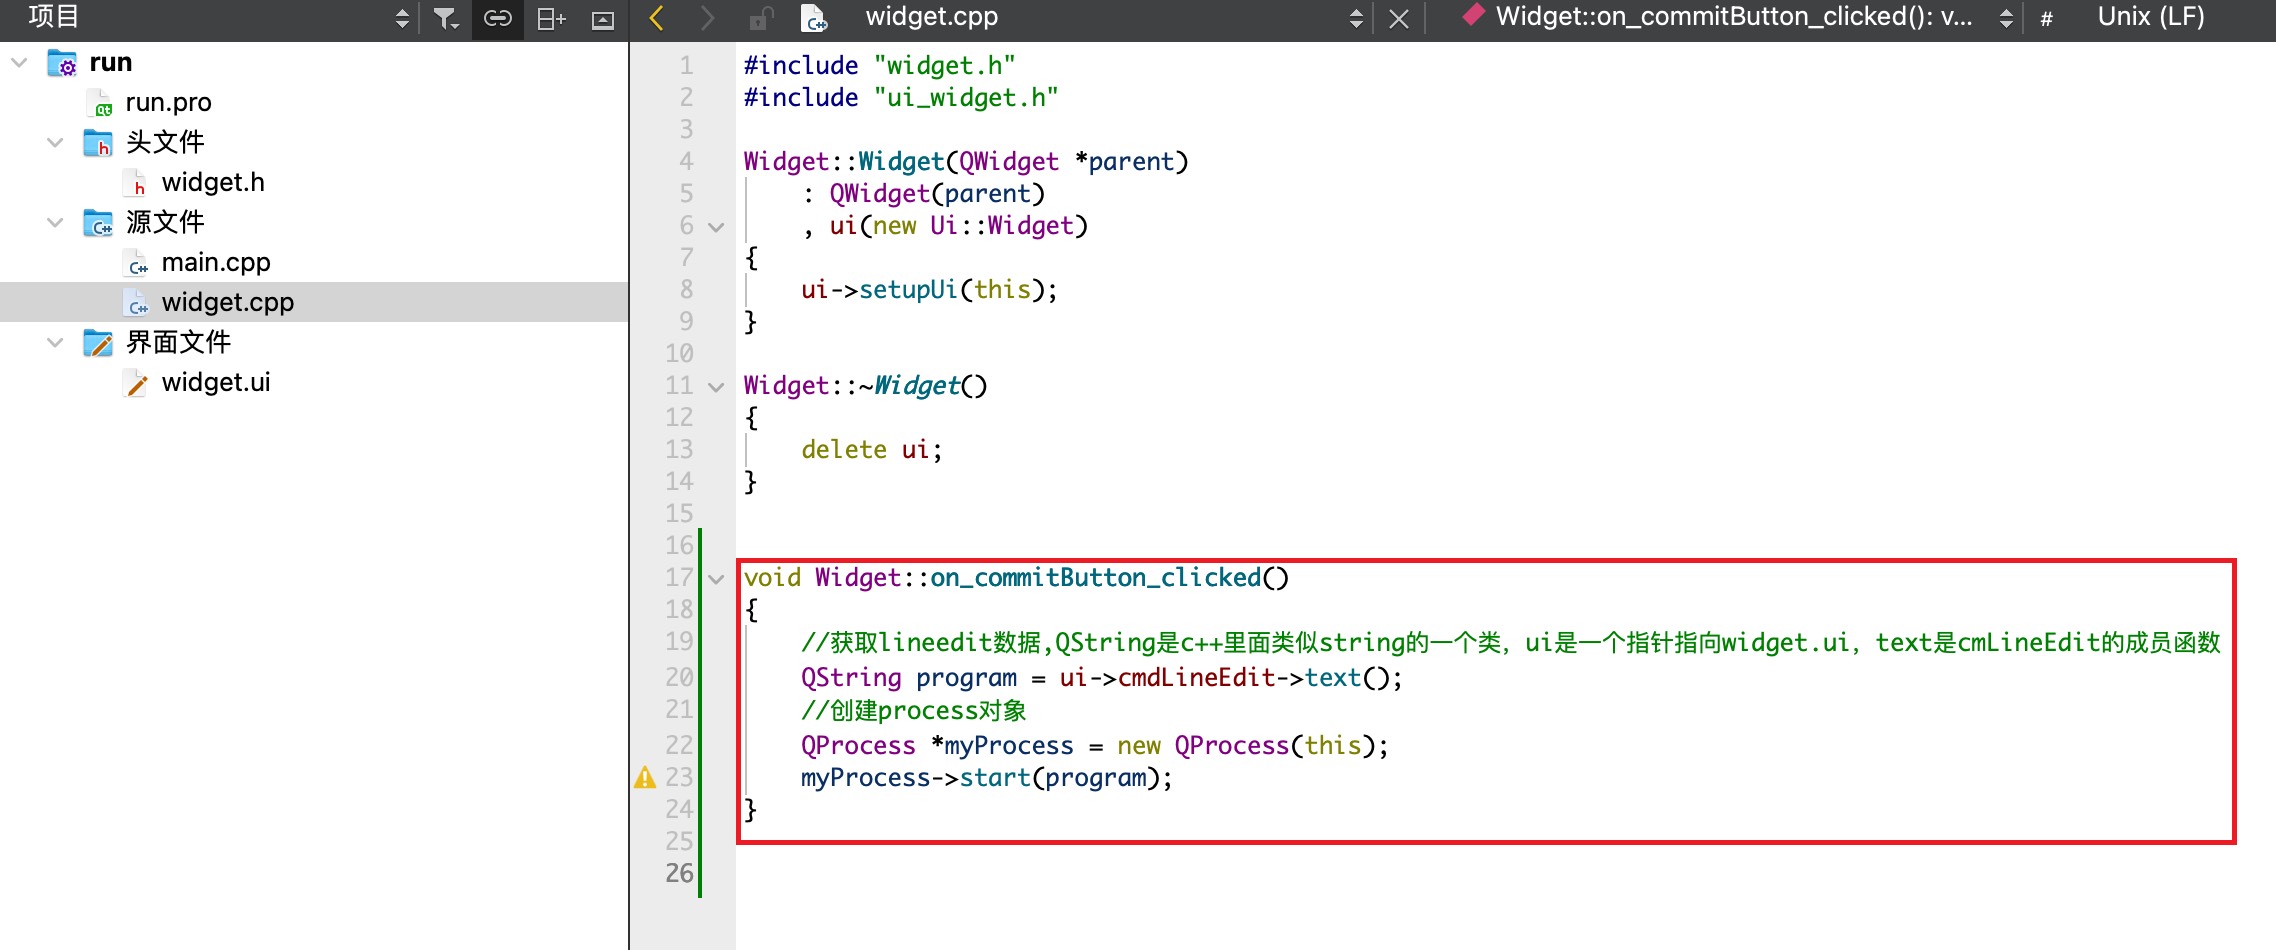 项目
widget.cpp
Widget::on_commitButton_clicked(): v...
#
Unix (LF)
run
run.pro
头文件
widget.h
源文件
main.cpp
widget.cpp
界面文件
widget.ui
1 #include "widget.h"
2 #include "ui_widget.h"
3
4 Widget::Widget(QWidget *parent)
5     : QWidget(parent)
6     , ui(new Ui::Widget)
7 {
8     ui->setupUi(this);
9 }
10
11 Widget::~Widget()
12 {
13     delete ui;
14 }
15
16
17 void Widget::on_commitButton_clicked()
18 {
19     //获取lineedit数据,QString是c++里面类似string的一个类，ui是一个指针指向widget.ui，text是cmLineEdit的成员函数
20     QString program = ui->cmdLineEdit->text();
21     //创建process对象
22     QProcess *myProcess = new QProcess(this);
23     myProcess->start(program);
24 }
25
26